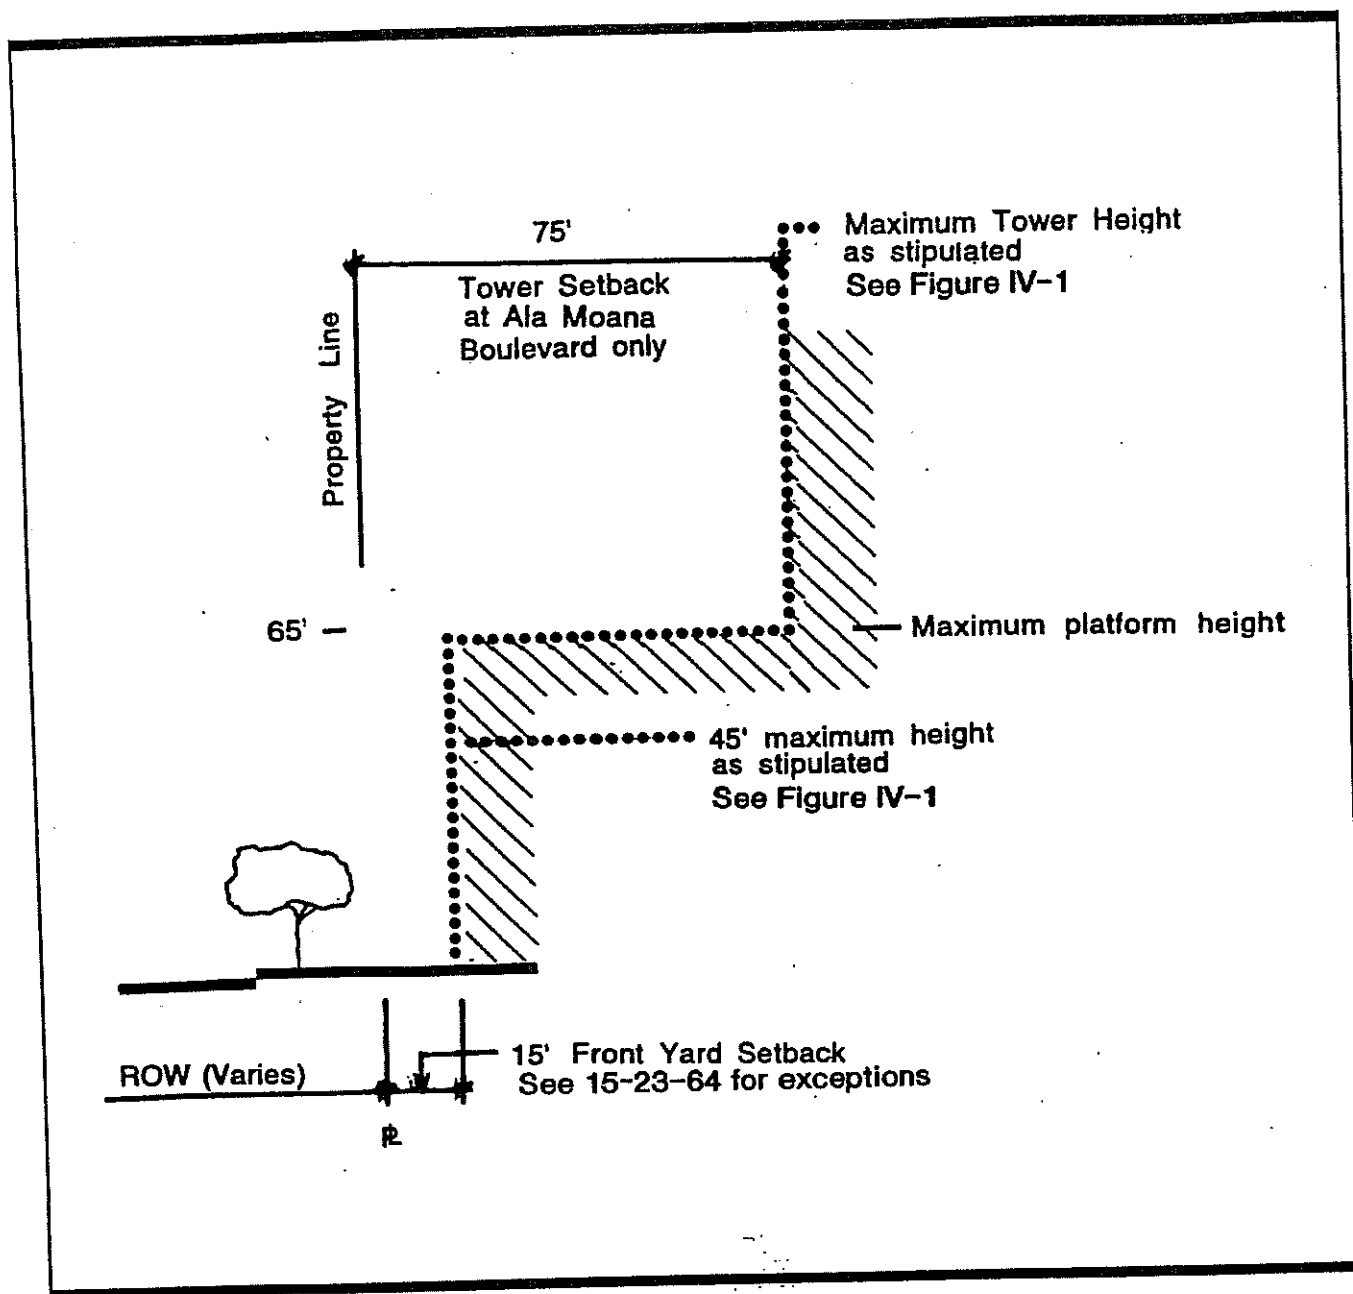 75'
Maximum Tower Height
as stipulated
See Figure IV-1
Tower Setback
at Ala Moana
Boulevard only
Property Line
65'
Maximum platform height
45' maximum height
as stipulated
See Figure IV-1
15' Front Yard Setback
See 15-23-64 for exceptions
ROW (Varies)
PL